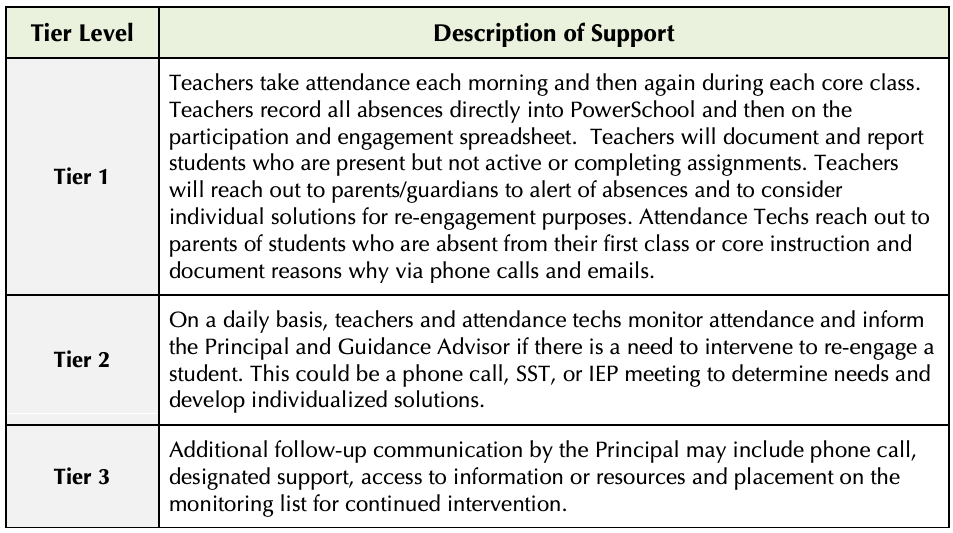 Tier Level
Description of Support
Tier 1
Teachers take attendance each morning and then again during each core class.
Teachers record all absences directly into PowerSchool and then on the
participation and engagement spreadsheet.  Teachers will document and report
students who are present but not active or completing assignments. Teachers
will reach out to parents/guardians to alert of absences and to consider
individual solutions for re-engagement purposes. Attendance Techs reach out to
parents of students who are absent from their first class or core instruction and
document reasons why via phone calls and emails.
Tier 2
On a daily basis, teachers and attendance techs monitor attendance and inform
the Principal and Guidance Advisor if there is a need to intervene to re-engage a
student. This could be a phone call, SST, or IEP meeting to determine needs and
develop individualized solutions.
Tier 3
Additional follow-up communication by the Principal may include phone call,
designated support, access to information or resources and placement on the
monitoring list for continued intervention.